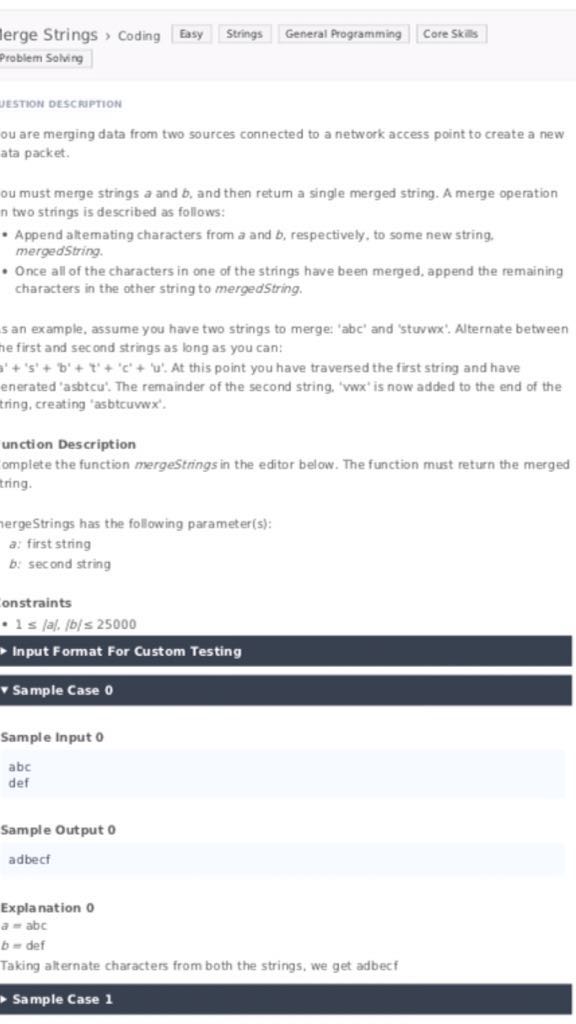 lerge Strings › Coding Easy Strings General Programming Core Skills
Problem Solving
UESTION DESCRIPTION
ou are merging data from two sources connected to a network access point to create a new
ata packet.
ou must merge strings a and b, and then return a single merged string. A merge operation
n two strings is described as follows:
• Append alternating characters from a and b, respectively, to some new string,
mergedString.
• Once all of the characters in one of the strings have been merged, append the remaining
characters in the other string to mergedString.
s an example, assume you have two strings to merge: 'abc' and 'stuvwx'. Alternate between
he first and second strings as long as you can:
a' + 's' + 'b' + 't' + 'c' + 'u'. At this point you have traversed the first string and have
enerated 'asbtcu'. The remainder of the second string, 'vwx' is now added to the end of the
tring, creating 'asbtcuvwx'.
unction Description
omplete the function mergeStrings in the editor below. The function must return the merged
tring.
nergeStrings has the following parameter(s):
a: first string
b: second string
onstraints
• 1 ≤ |a|, |b| ≤ 25000
▸ Input Format For Custom Testing
▾ Sample Case 0
Sample Input 0
abc
def
Sample Output 0
adbecf
Explanation 0
a = abc
b = def
Taking alternate characters from both the strings, we get adbecf
▸ Sample Case 1